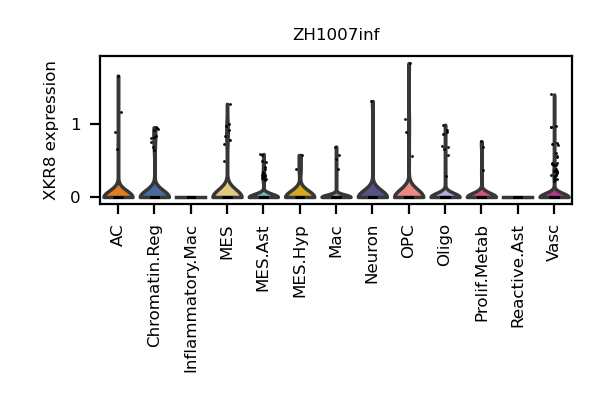 ZH1007inf
XKR8 expression
1
0
AC
Chromatin.Reg
Inflammatory.Mac
MES
MES.Ast
MES.Hyp
Mac
Neuron
OPC
Oligo
Prolif.Metab
Reactive.Ast
Vasc